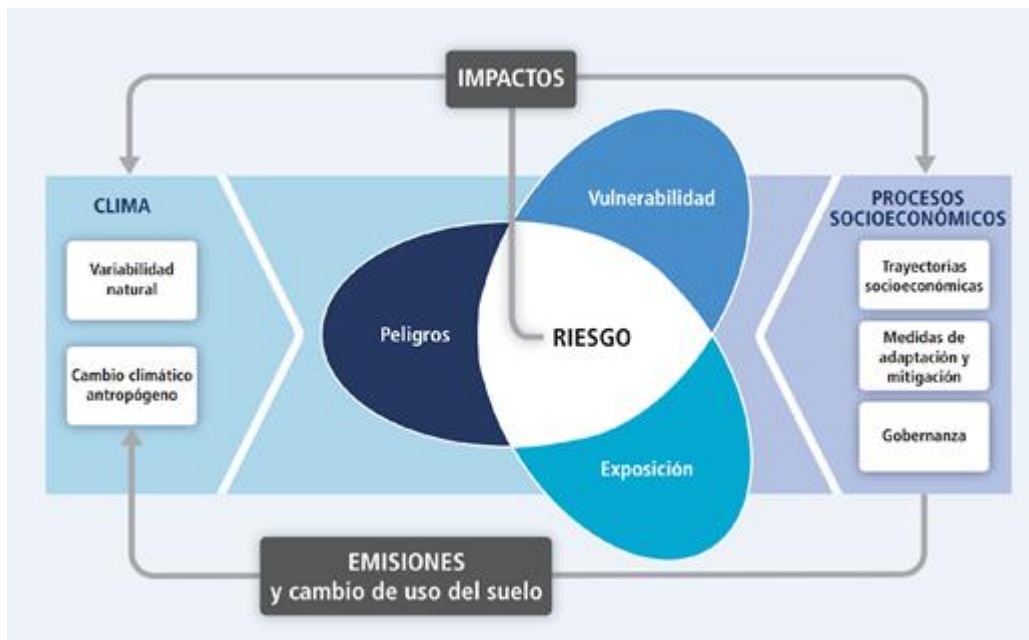 IMPACTOS
CLIMA
Variabilidad
natural
Cambio climático
antropógeno
Vulnerabilidad
Peligros
RIESGO
Exposición
PROCESOS
SOCIOECONÓMICOS
Trayectorias
socioeconómicas
Medidas de
adaptación y
mitigación
Gobernanza
EMISIONES
y cambio de uso del suelo